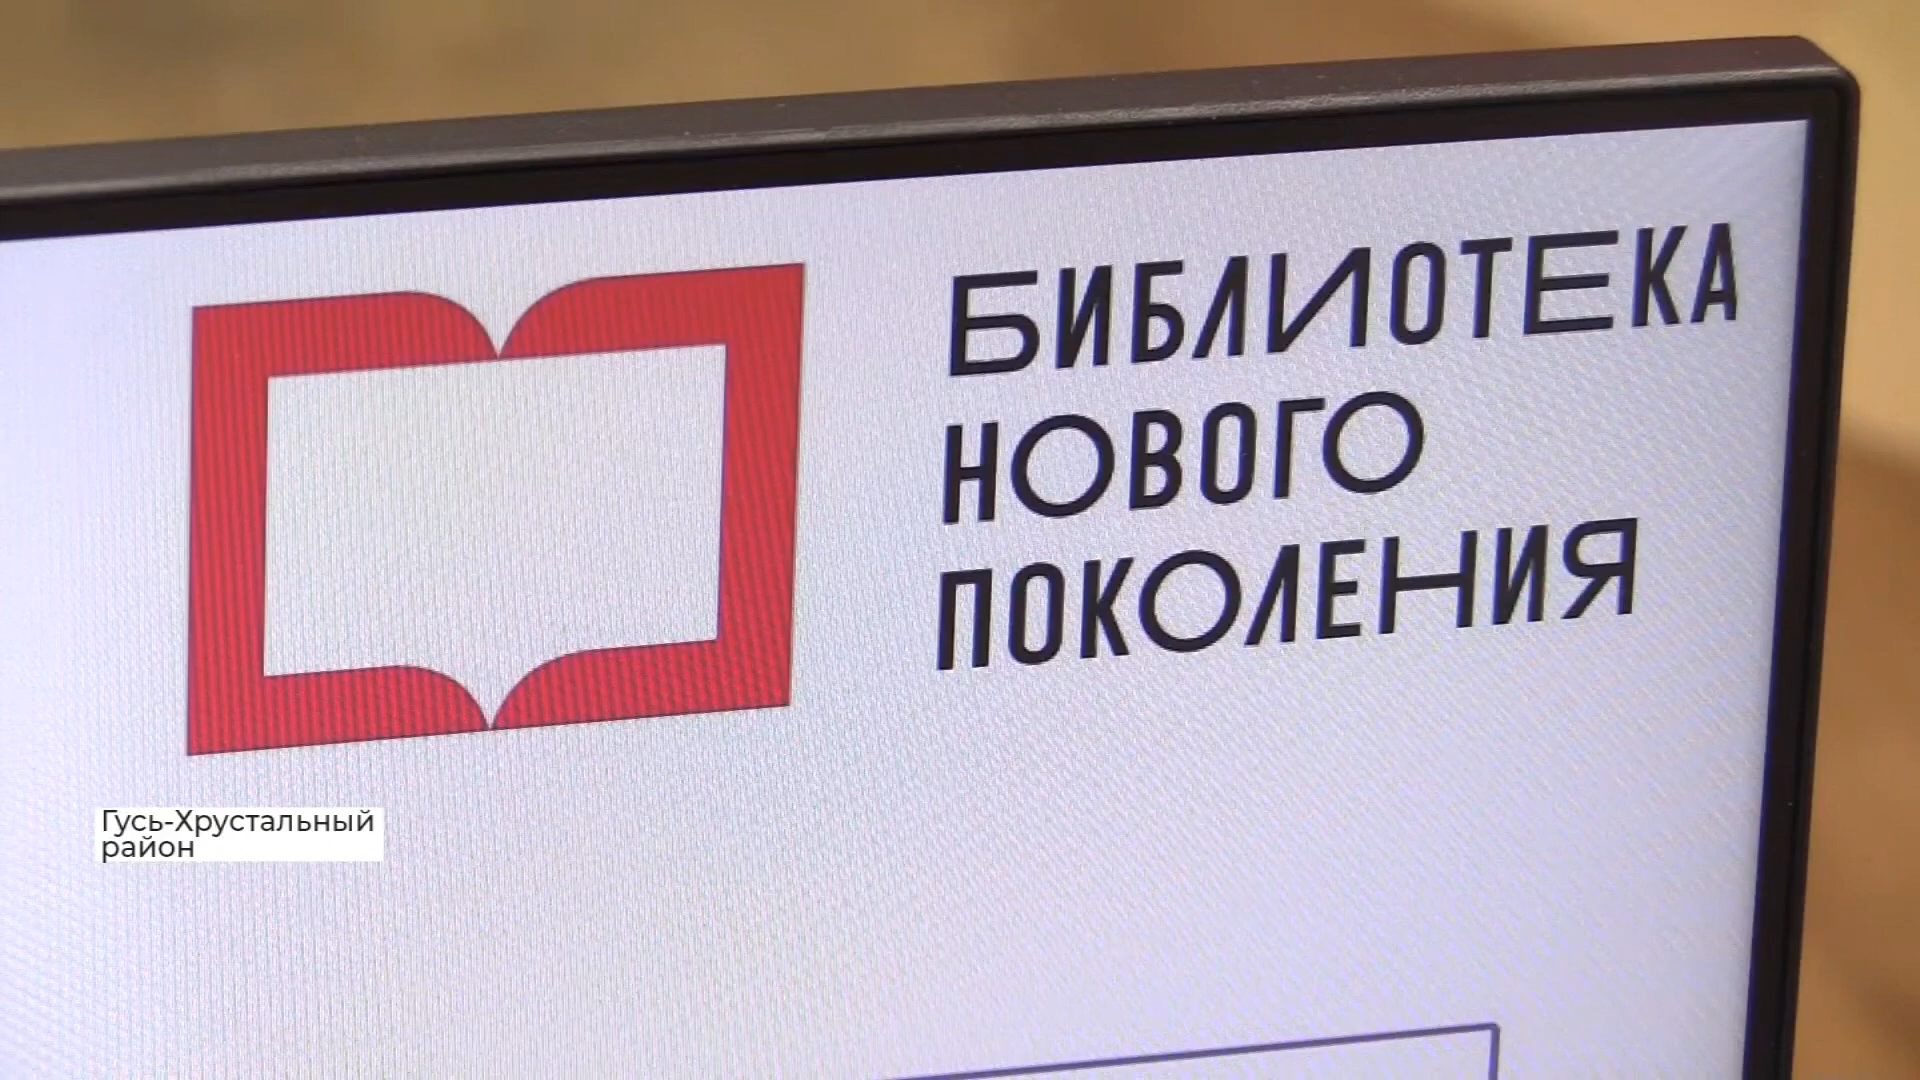 БИБЛИОТЕКА
НОВОГО
ПОКОЛЕНИЯ
Гусь-Хрустальный
район